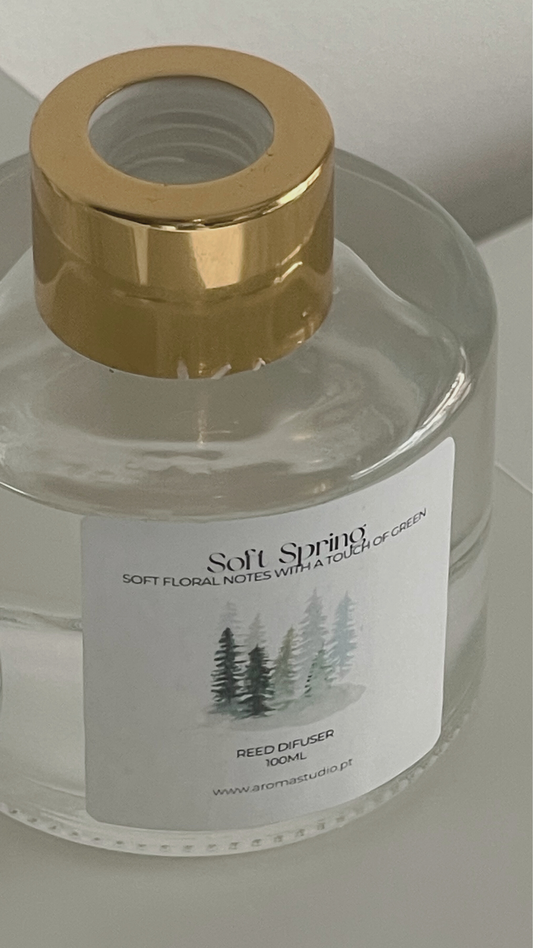 Soft Spring
SOFT FLORAL NOTES WITH A TOUCH OF GREEN
REED DIFUSER
100ML
www.aromastudio.pt